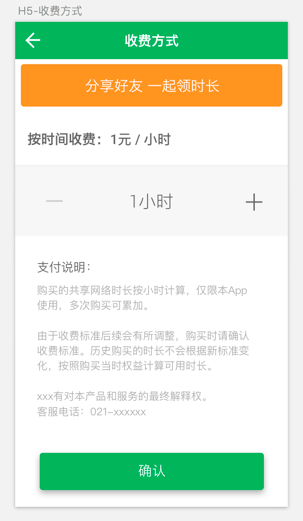 H5-收费方式
收费方式
分享好友 一起领时长
按时间收费：1元 / 小时
1小时
支付说明：
购买的共享网络时长按小时计算，仅限本App
使用，多次购买可累加。
由于收费标准后续会有所调整，购买时请确认
收费标准。历史购买的时长不会根据新标准变
化，按照购买当时权益计算可用时长。
xxx有对本产品和服务的最终解释权。
客服电话：021-xxxxxx
确认